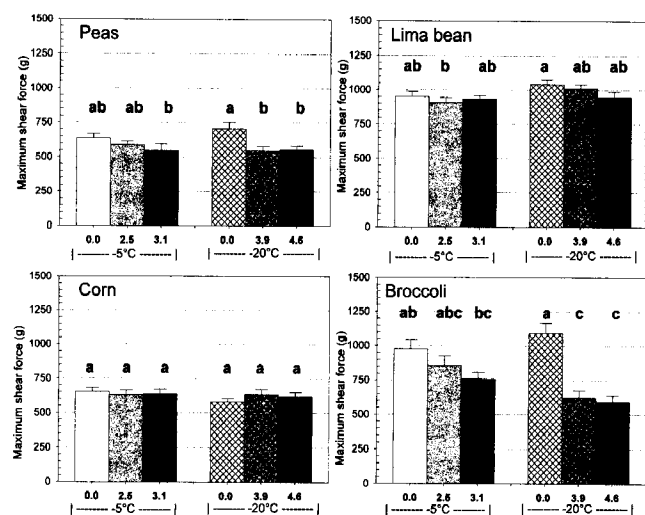 Peas
Maximum shear force (g)
1500
1250
1000
750
500
250
0
ab ab b a b b
0.0 2.5 3.1 0.0 3.9 4.6
|-------- -5°C --------| |-------- -20°C --------|
Lima bean
Maximum shear force (g)
1500
1250
1000
750
500
250
0
ab b ab a ab ab
0.0 2.5 3.1 0.0 3.9 4.6
|-------- -5°C --------| |-------- -20°C --------|
Corn
Maximum shear force (g)
1500
1250
1000
750
500
250
0
a a a a a a
0.0 2.5 3.1 0.0 3.9 4.6
|-------- -5°C --------| |-------- -20°C --------|
Broccoli
Maximum shear force (g)
1500
1250
1000
750
500
250
0
ab abc bc a c c
0.0 2.5 3.1 0.0 3.9 4.6
|-------- -5°C --------| |-------- -20°C --------|